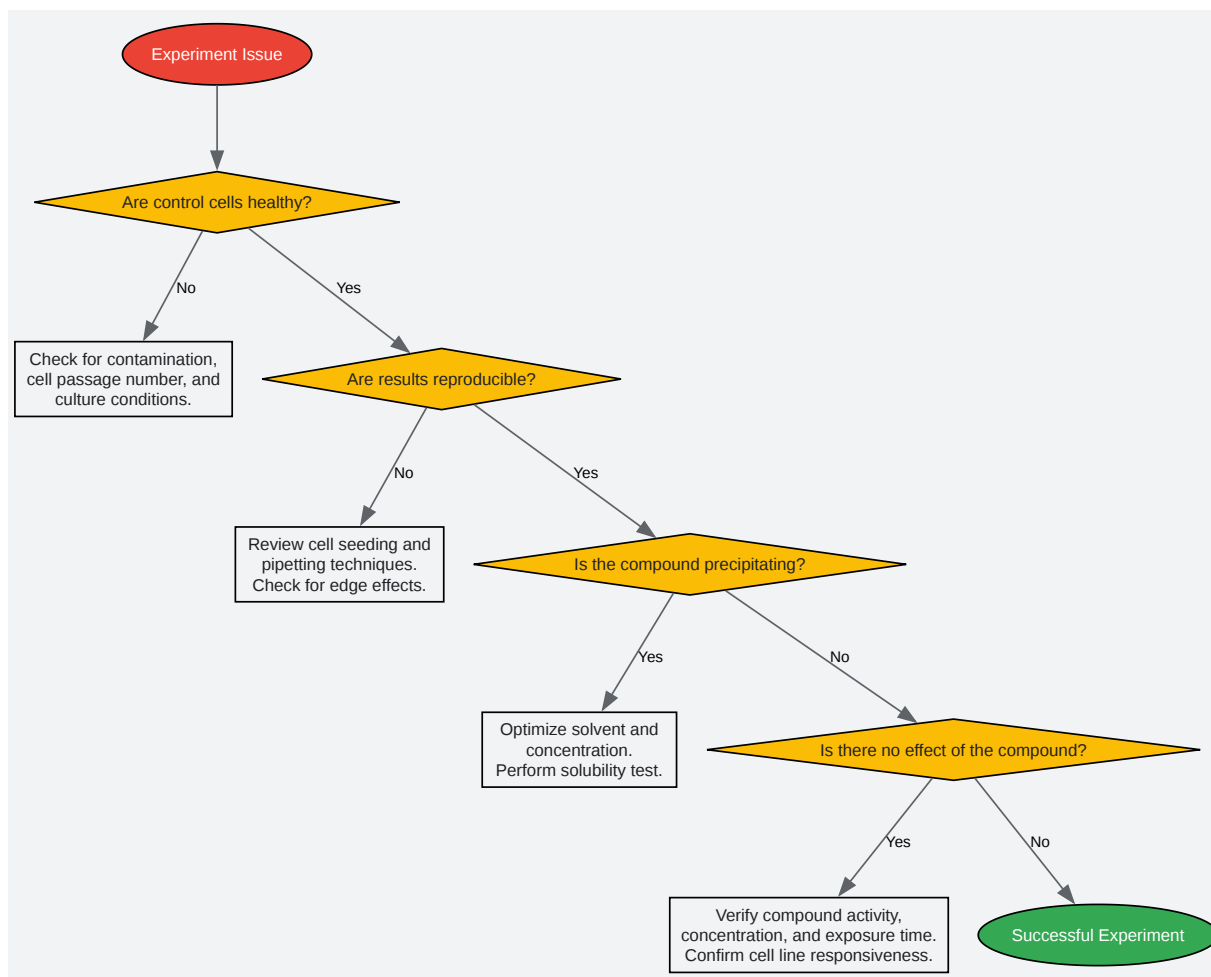 Experiment Issue
Are control cells healthy?
No
Yes
Check for contamination,
cell passage number, and
culture conditions.
Are results reproducible?
No
Yes
Review cell seeding and
pipetting techniques.
Check for edge effects.
Is the compound precipitating?
Yes
No
Optimize solvent and
concentration.
Perform solubility test.
Is there no effect of the compound?
Yes
No
Verify compound activity,
concentration, and exposure time.
Confirm cell line responsiveness.
Successful Experiment